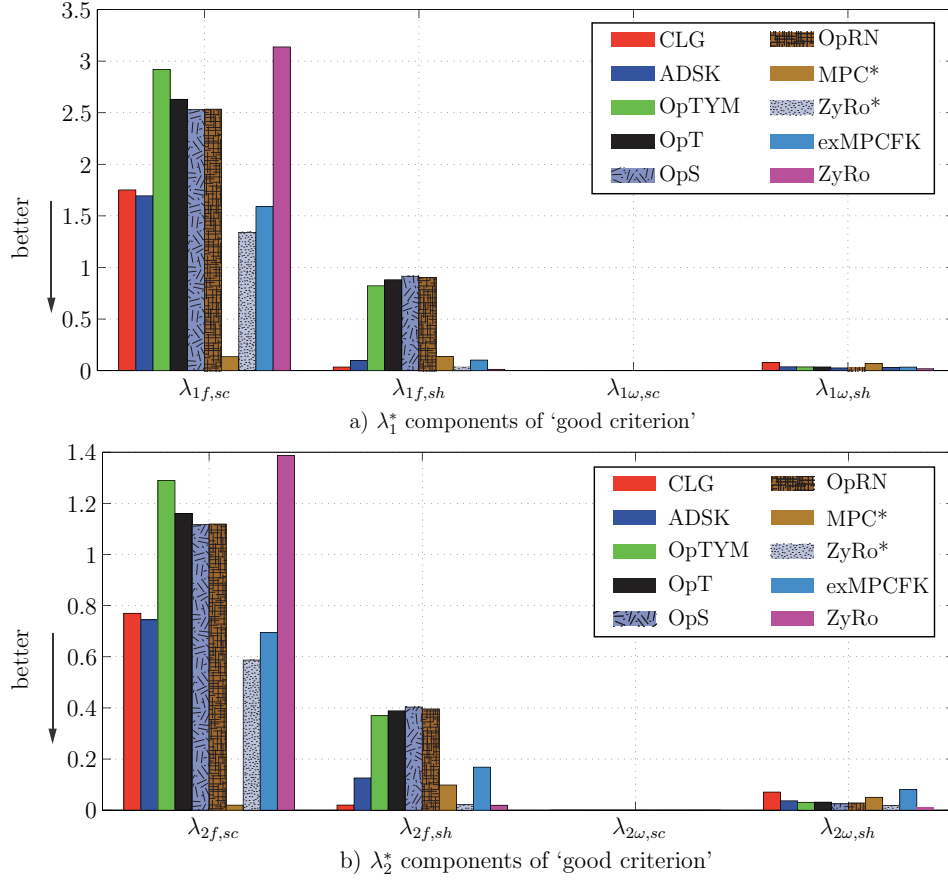 3.5
3
2.5
2
1.5
1
0.5
0
better
CLG
ADSK
OpTYM
OpT
OpS
OpRN
MPC*
ZyRo*
exMPCFK
ZyRo
λ1f,sc
λ1f,sh
λ1ω,sc
λ1ω,sh
a) λ*1 components of ‘good criterion’
1.4
1.2
1
0.8
0.6
0.4
0.2
0
better
CLG
ADSK
OpTYM
OpT
OpS
OpRN
MPC*
ZyRo*
exMPCFK
ZyRo
λ2f,sc
λ2f,sh
λ2ω,sc
λ2ω,sh
b) λ*2 components of ‘good criterion’